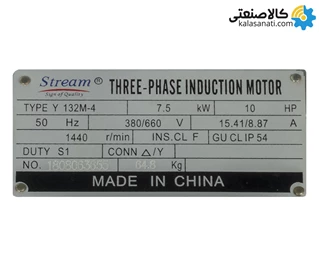 کالاصنعتی
kalasanati.com
Stream®
Sign of Quality
THREE-PHASE INDUCTION MOTOR
TYPE Y 132M-4 7.5 kW 10 HP
50 Hz 380/660 V 15.41/8.87 A
1440 r/min INS.CL F GU CL IP 54
DUTY S1 CONN △/Y
NO. Kg
MADE IN CHINA